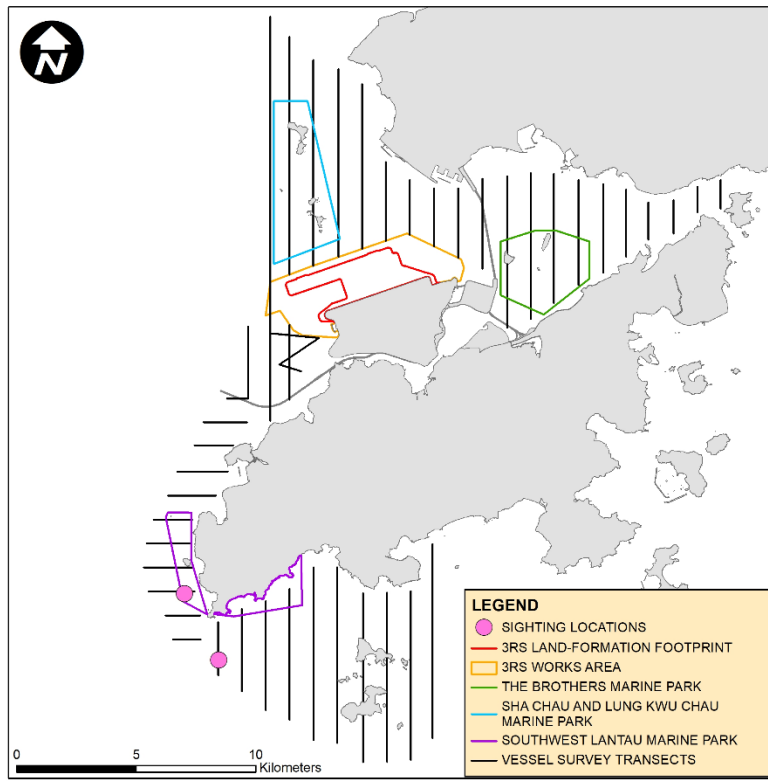 N
LEGEND
SIGHTING LOCATIONS
3RS LAND-FORMATION FOOTPRINT
3RS WORKS AREA
THE BROTHERS MARINE PARK
SHA CHAU AND LUNG KWU CHAU
MARINE PARK
SOUTHWEST LANTAU MARINE PARK
VESSEL SURVEY TRANSECTS
0 5 10
Kilometers